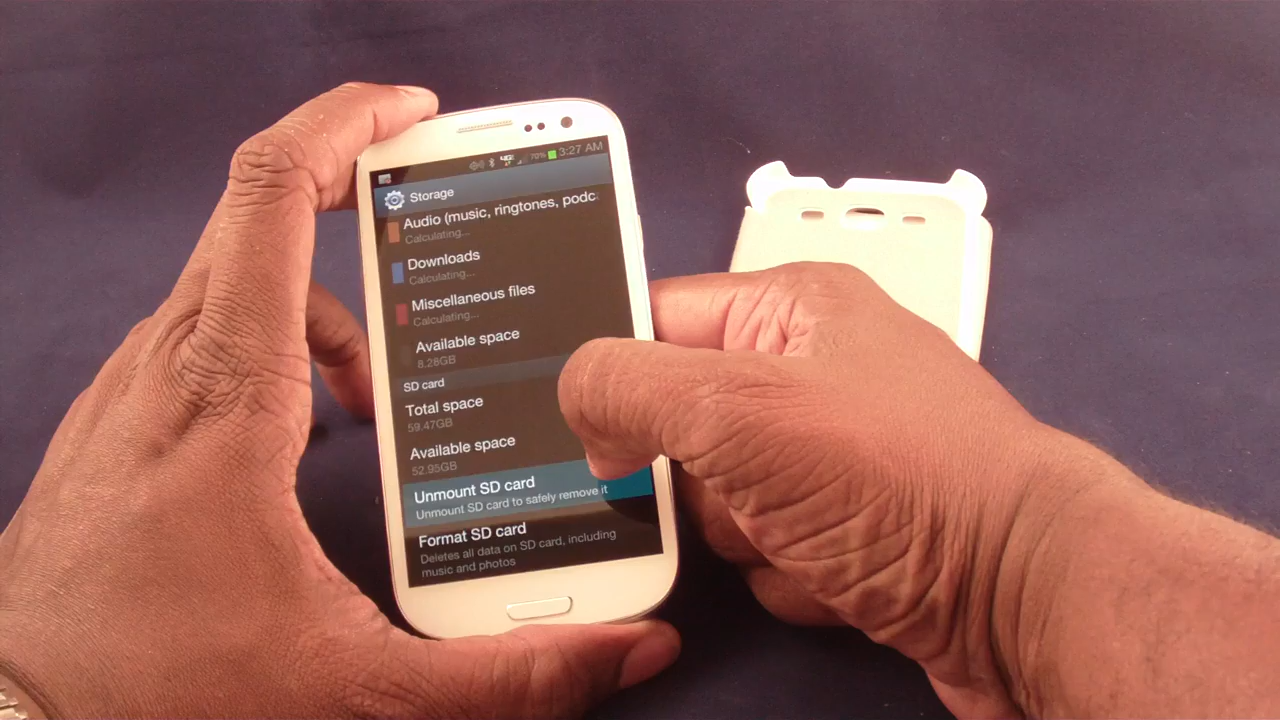 70% 3:27 AM
Storage
Audio (music, ringtones, podc
Calculating...
Downloads
Calculating...
Miscellaneous files
Calculating...
Available space
8.28GB
SD card
Total space
59.47GB
Available space
52.95GB
Unmount SD card
Unmount SD card to safely remove it
Format SD card
Deletes all data on SD card, including
music and photos